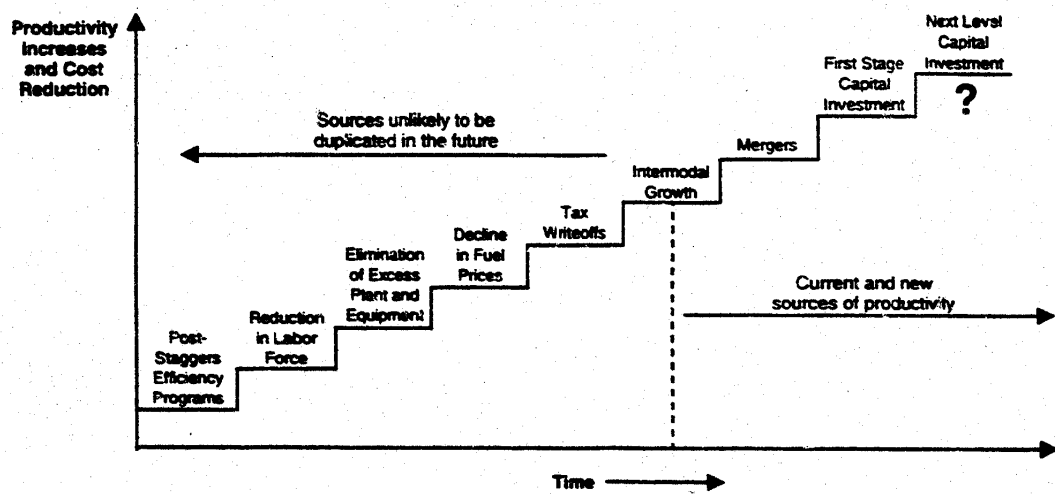 Productivity
Increases
and Cost
Reduction
Next Level
Capital
Investment
?
First Stage
Capital
Investment
Sources unlikely to be
duplicated in the future
Mergers
Intermodal
Growth
Tax
Writeoffs
Decline
in Fuel
Prices
Elimination
of Excess
Plant and
Equipment
Current and new
sources of productivity
Reduction
in Labor
Force
Post-
Staggers
Efficiency
Programs
Time